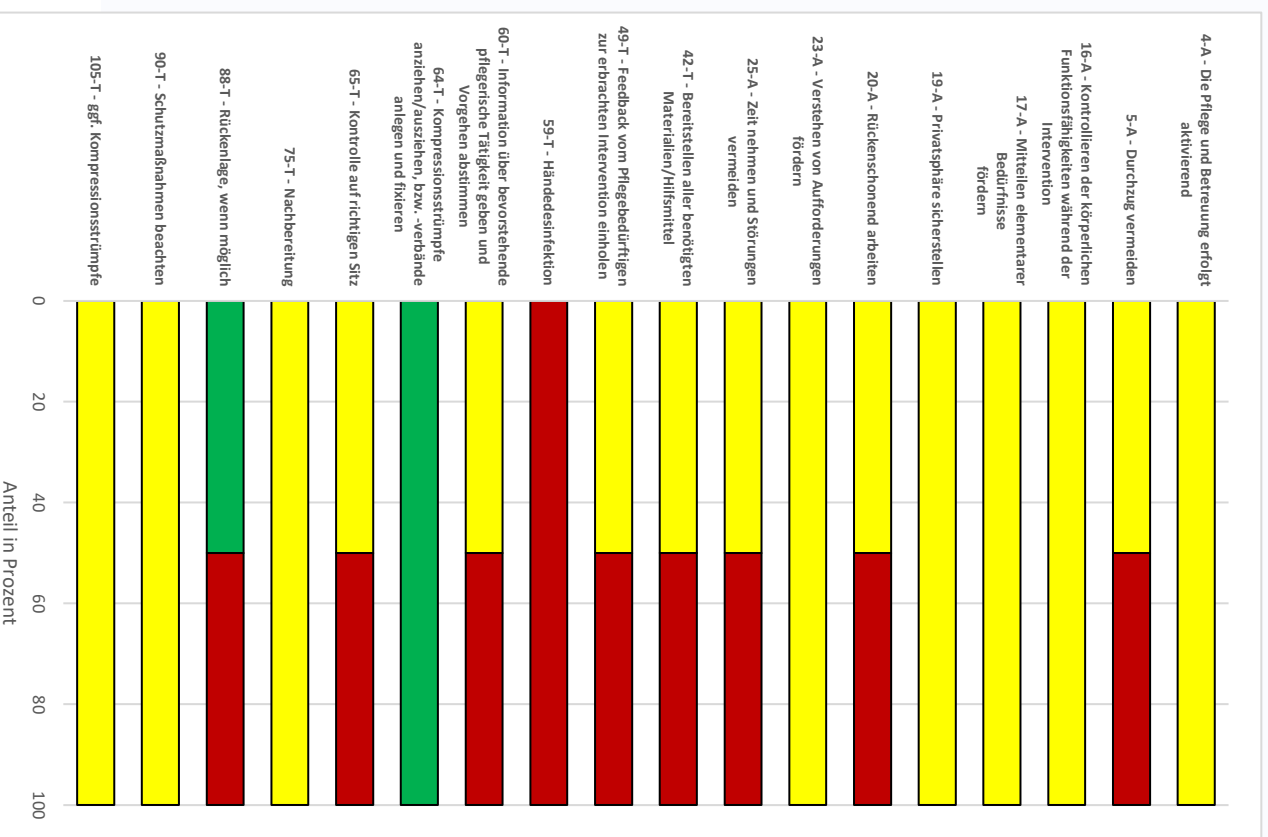 4-A - Die Pflege und Betreuung erfolgt
aktivierend
5-A - Durchzug vermeiden
16-A - Kontrollieren der körperlichen
Funktionsfähigkeiten während der
Intervention
17-A - Mitteilen elementarer
Bedürfnisse
fördern
19-A - Privatsphäre sicherstellen
20-A - Rückenschonend arbeiten
23-A - Verstehen von Aufforderungen
fördern
25-A - Zeit nehmen und Störungen
vermeiden
42-T - Bereitstellen aller benötigten
Materialien/Hilfsmittel
49-T - Feedback vom Pflegebedürftigen
zur erbrachten Intervention einholen
59-T - Händedesinfektion
60-T - Information über bevorstehende
pflegerische Tätigkeit geben und
Vorgehen abstimmen
64-T - Kompressionsstrümpfe
anziehen/ausziehen, bzw. -verbände
anlegen und fixieren
65-T - Kontrolle auf richtigen Sitz
75-T - Nachbereitung
88-T - Rückenlage, wenn möglich
90-T - Schutzmaßnahmen beachten
105-T - ggf. Kompressionsstrümpfe
0
20
40
60
80
100
Anteil in Prozent